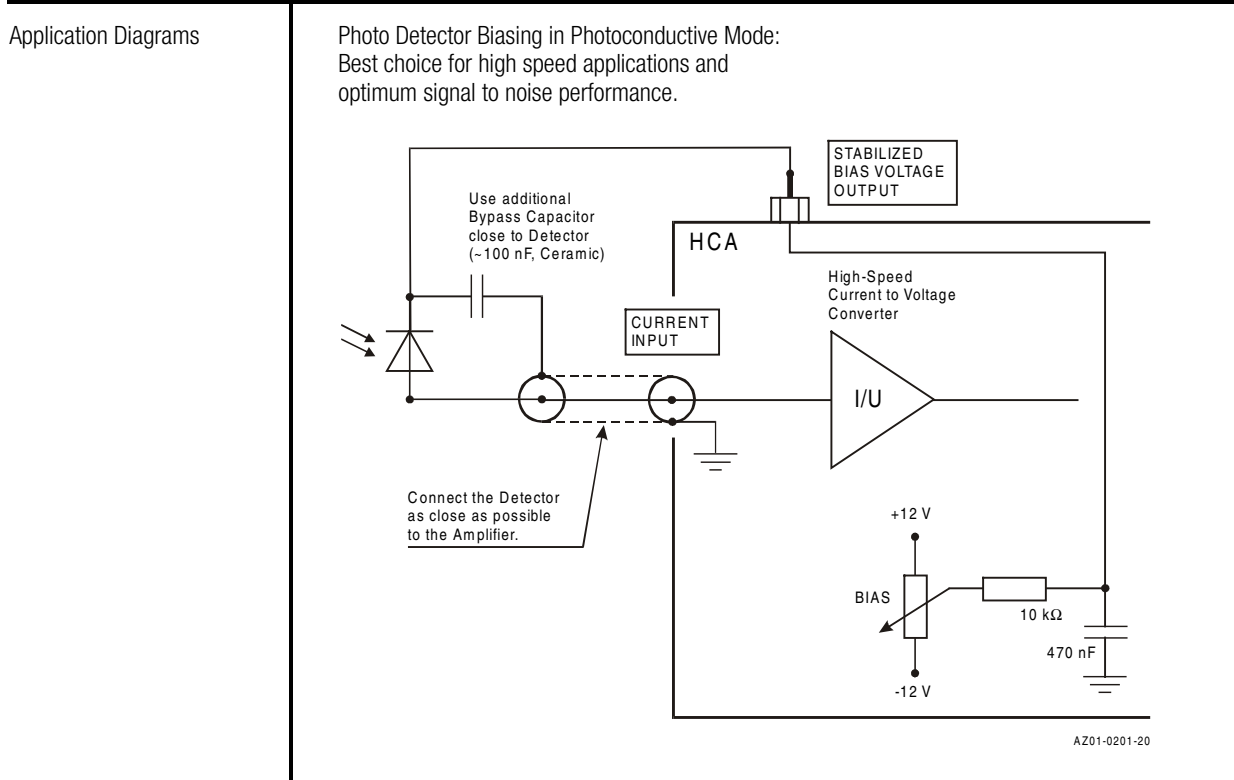 Application Diagrams
Photo Detector Biasing in Photoconductive Mode:
Best choice for high speed applications and
optimum signal to noise performance.
STABILIZED
BIAS VOLTAGE
OUTPUT
Use additional
Bypass Capacitor
close to Detector
(~100 nF, Ceramic)
HCA
High-Speed
Current to Voltage
Converter
CURRENT
INPUT
I/U
Connect the Detector
as close as possible
to the Amplifier.
+12 V
BIAS
10 kΩ
470 nF
-12 V
AZ01-0201-20